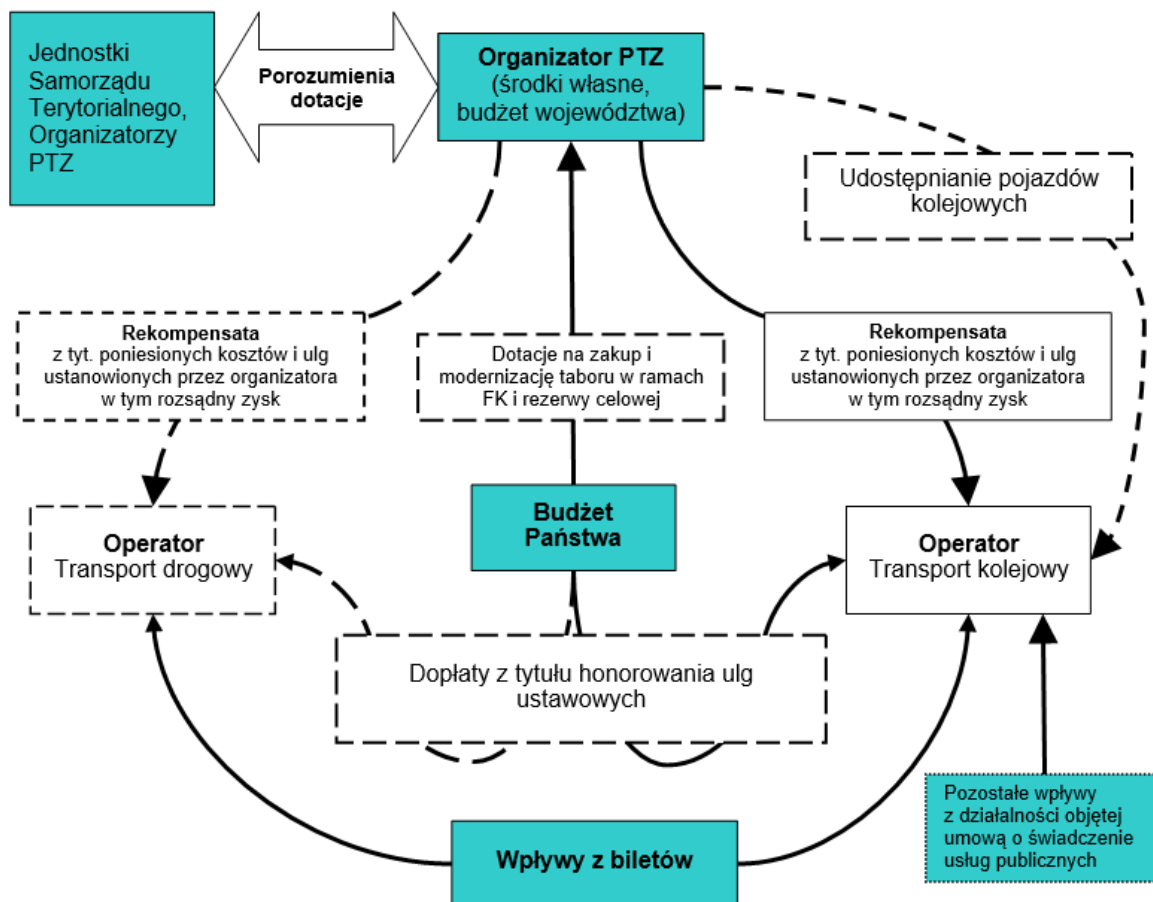 Jednostki
Samorządu
Terytorialnego,
Organizatorzy
PTZ
Porozumienia
dotacje
Organizator PTZ
(środki własne,
budżet województwa)
Udostępnianie pojazdów
kolejowych
Rekompensata
z tyt. poniesionych kosztów i ulg
ustanowionych przez organizatora
w tym rozsądny zysk
Dotacje na zakup i
modernizację taboru w ramach
FK i rezerwy celowej
Rekompensata
z tyt. poniesionych kosztów i ulg
ustanowionych przez organizatora
w tym rozsądny zysk
Operator
Transport drogowy
Budżet
Państwa
Operator
Transport kolejowy
Dopłaty z tytułu honorowania ulg
ustawowych
Wpływy z biletów
Pozostałe wpływy
z działalności objętej
umową o świadczenie
usług publicznych